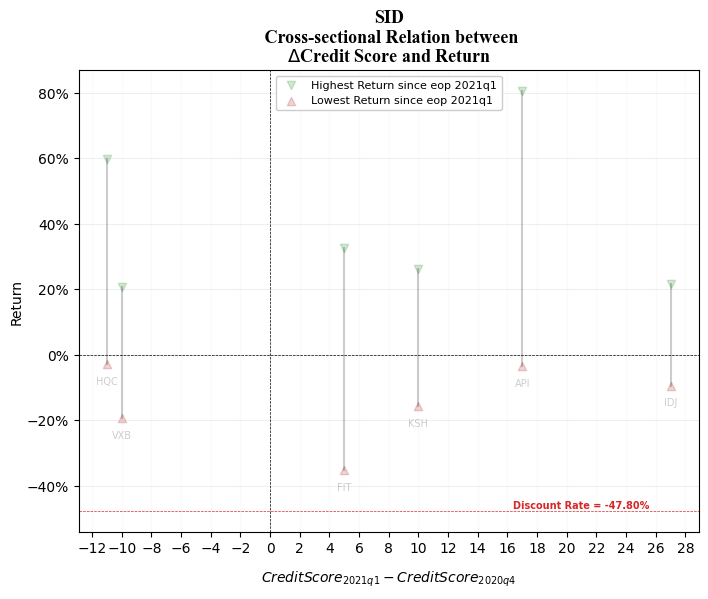 SID
Cross-sectional Relation between
ΔCredit Score and Return
Highest Return since eop 2021q1
Lowest Return since eop 2021q1
80%
60%
40%
20%
0%
−20%
−40%
Return
HQC
VXB
FIT
KSH
API
IDJ
Discount Rate = -47.80%
−12 −10 −8 −6 −4 −2 0 2 4 6 8 10 12 14 16 18 20 22 24 26 28
CreditScore2021q1 − CreditScore2020q4